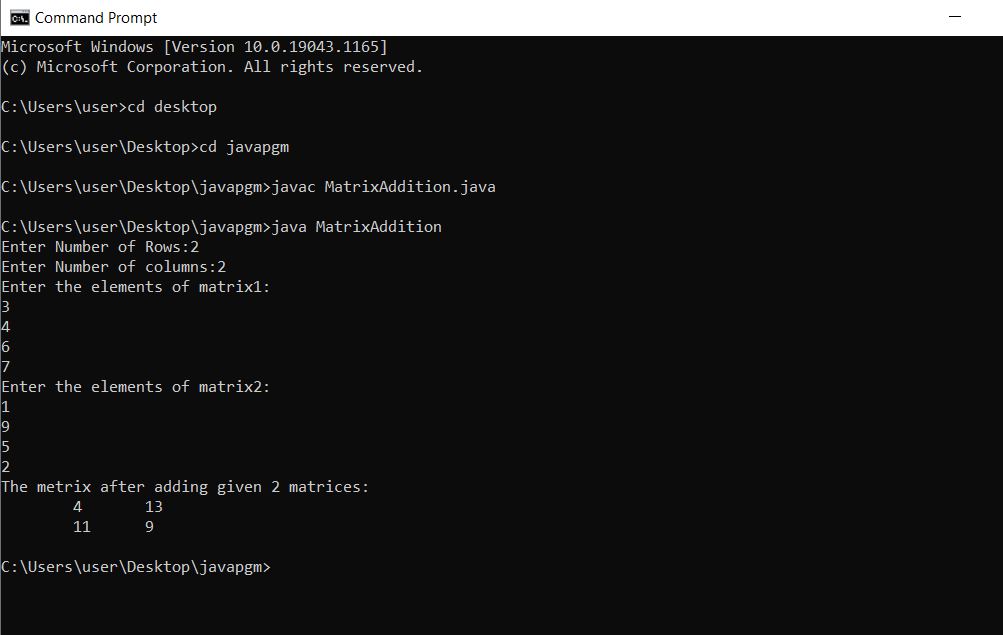 Command Prompt
Microsoft Windows [Version 10.0.19043.1165]
(c) Microsoft Corporation. All rights reserved.
C:\Users\user>cd desktop
C:\Users\user\Desktop>cd javapgm
C:\Users\user\Desktop\javapgm>javac MatrixAddition.java
C:\Users\user\Desktop\javapgm>java MatrixAddition
Enter Number of Rows:2
Enter Number of columns:2
Enter the elements of matrix1:
3
4
6
7
Enter the elements of matrix2:
1
9
5
2
The metrix after adding given 2 matrices:
        4       13
        11      9
C:\Users\user\Desktop\javapgm>